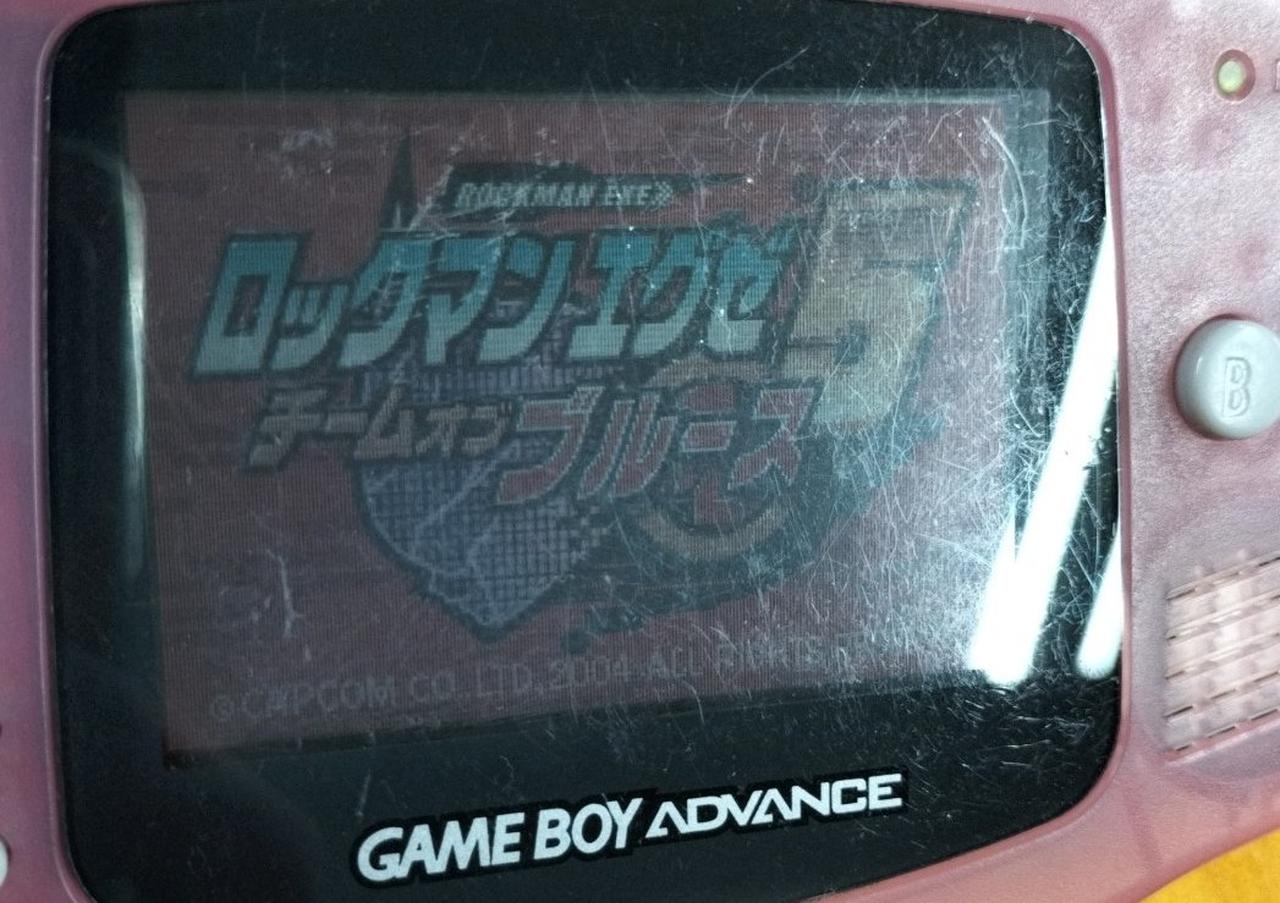 ROCKMAN EXE
ロックマンエグゼ5
チームオブブルース
©CAPCOM CO.,LTD.2004 ALL RIGHTS
GAME BOY ADVANCE
B